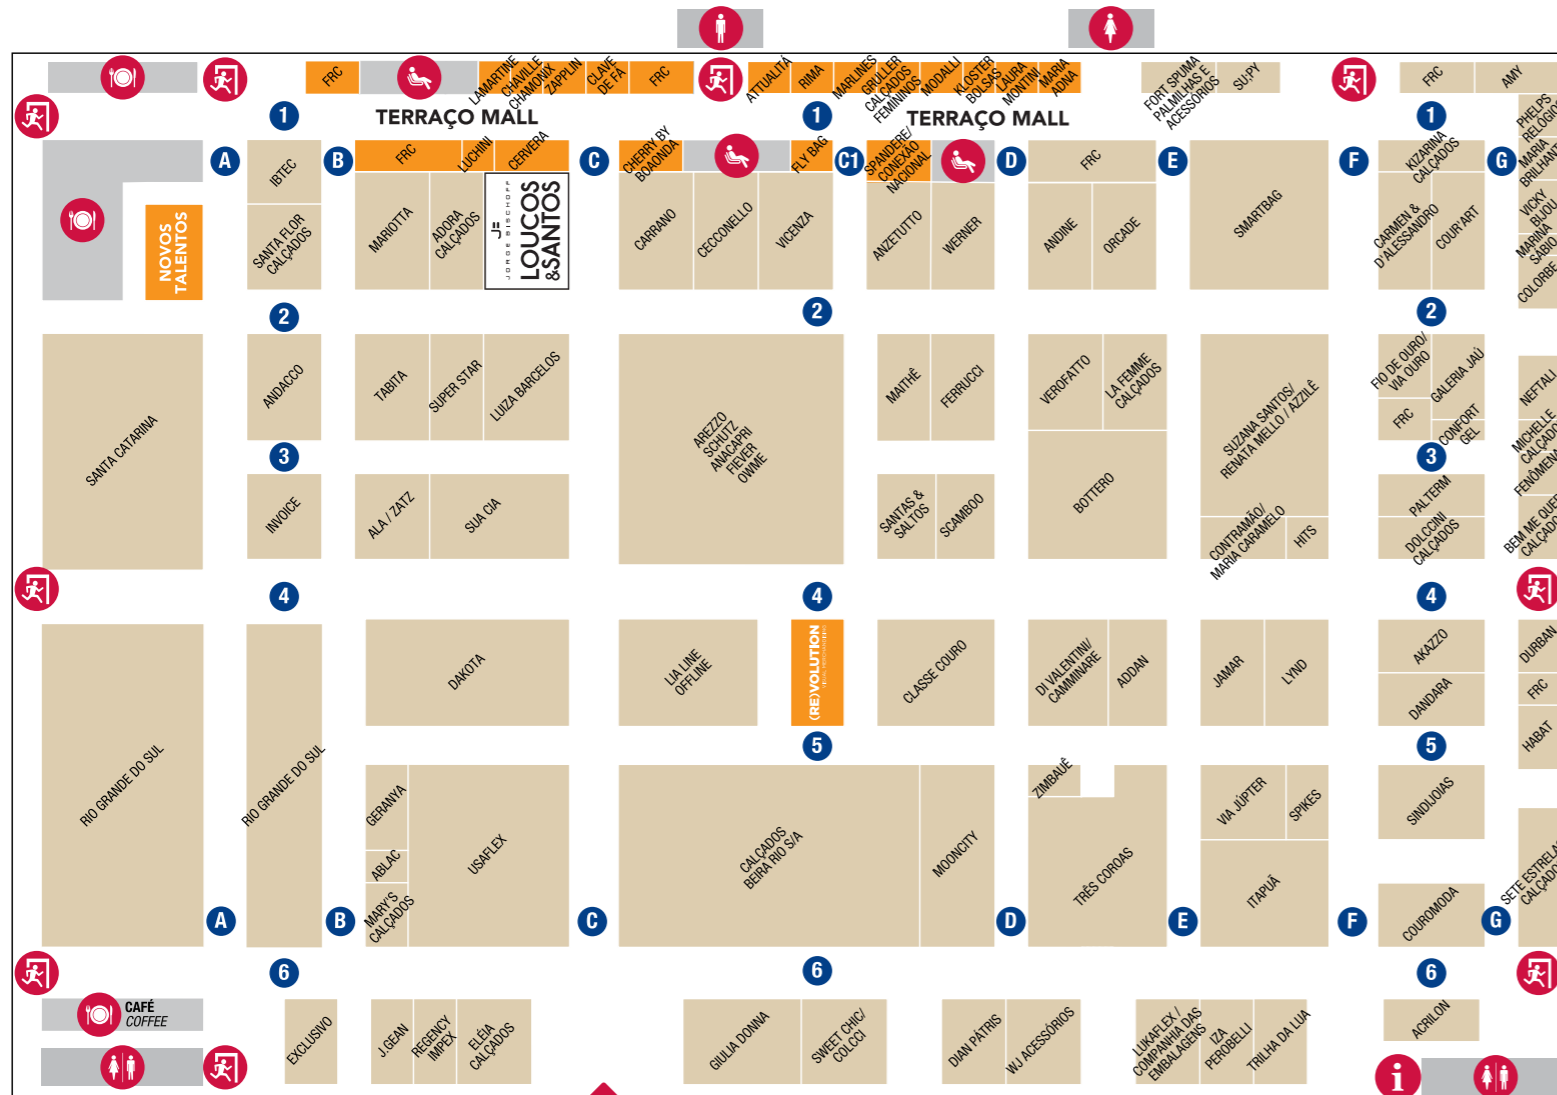 FRC
LAMARTINE
CHAVILLE
CHAMONIX
ZAPPLIN
CLAVE
DE FÁ
FRC
ATTUALITÁ
RIMA
MARLINES
GRULLER
CALÇADOS
FEMININOS
MODALLI
KLOSTER
BOLSAS
LAURA
MONTINI
MARIA
ADNA
FORT SPUMA
PALMILHAS E
ACESSÓRIOS
SU-PY
FRC
AMY
1
TERRAÇO MALL
1
TERRAÇO MALL
1
PHELPS
RELÓGIOS
MARIA
BRILHANT
VICKY
BIJOU
MARINA
SABIO
COLORBE
A
IBTEC
SANTA FLOR
CALÇADOS
B
FRC
LUCHINI
CERVERA
MARIOTTA
ADORA
CALÇADOS
JORGE BISCHOFF
LOUCOS
&SANTOS
C
CHERRY BY
BOAONDA
FLY BAG
CARRANO
CECCONELLO
VICENZA
C1
SPANDERE/
CONEXÃO
NACIONAL
ANZETUTTO
WERNER
D
FRC
ANDINE
ORCADE
E
SMARTBAG
F
KIZARINA
CALÇADOS
CARMEN &
D'ALESSANDRO
COUR'ART
G
NOVOS
TALENTOS
2
2
2
SANTA CATARINA
ANDACCO
TABITA
SUPER STAR
LUIZA BARCELOS
AREZZO
SCHUTZ
ANACAPRI
FIEVER
OWME
MAITHÊ
FERRUCCI
VEROFATTO
LA FEMME
CALÇADOS
BOTTERO
SUZANA SANTOS/
RENATA MELLO / AZZILÊ
CONTRAMÃO/
MARIA CARAMELO
HITS
FIO DE OURO/
VIA OURO
GALERIA JAÚ
FRC
CONFORT
GEL
NEFTALI
MICHELLE
CALÇADO
FENÔMENA
BEM ME QUER
CALÇADO
3
3
INVOICE
ALA / ZATZ
SUA CIA
SANTAS &
SALTOS
SCAMBOO
PALTERM
DOLCCINI
CALÇADOS
4
4
4
RIO GRANDE DO SUL
RIO GRANDE DO SUL
DAKOTA
LIA LINE
OFFLINE
(RE)VOLUTION
CLASSE COURO
DI VALENTINI/
CAMMINARE
ADDAN
JAMAR
LYND
AKAZZO
DANDARA
DURBAN
FRC
HABAT
5
5
GERANYA
ABLAC
MARY'S
CALÇADOS
USAFLEX
CALÇADOS
BEIRA RIO S/A
MOONCITY
ZIMBAUÊ
TRÊS COROAS
VIA JÚPTER
SPIKES
ITAPUÃ
SINDIJOIAS
COUROMODA
SETE ESTRELAS
CALÇADO
A
B
C
D
E
F
G
6
6
6
CAFÉ
COFFEE
EXCLUSIVO
J.GEAN
REGENCY
IMPEX
ELÉIA
CALÇADOS
GIULIA DONNA
SWEET CHIC/
COLCCI
DIAN PÁTRIS
WJ ACESSÓRIOS
LUKAFLEX /
COMPANHIA DAS
EMBALAGENS
IZA
PEROBELLI
TRILHA DA LUA
ACRILON
i